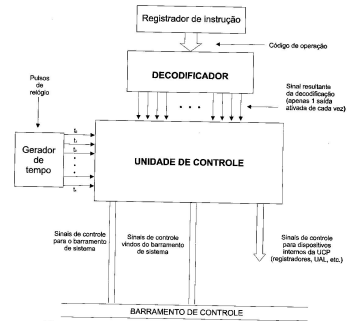 Registrador de instrução
Código de operação
DECODIFICADOR
Pulsos
de
relógio
Sinal resultante
da decodificação
(apenas 1 saída
ativada de cada vez)
Gerador
de
tempo
UNIDADE DE CONTROLE
Sinais de controle
para o barramento
de sistema
Sinais de controle
vindos do barramento
de sistema
Sinais de controle
para dispositivos
internos da UCP
(registradores, UAL, etc.)
BARRAMENTO DE CONTROLE